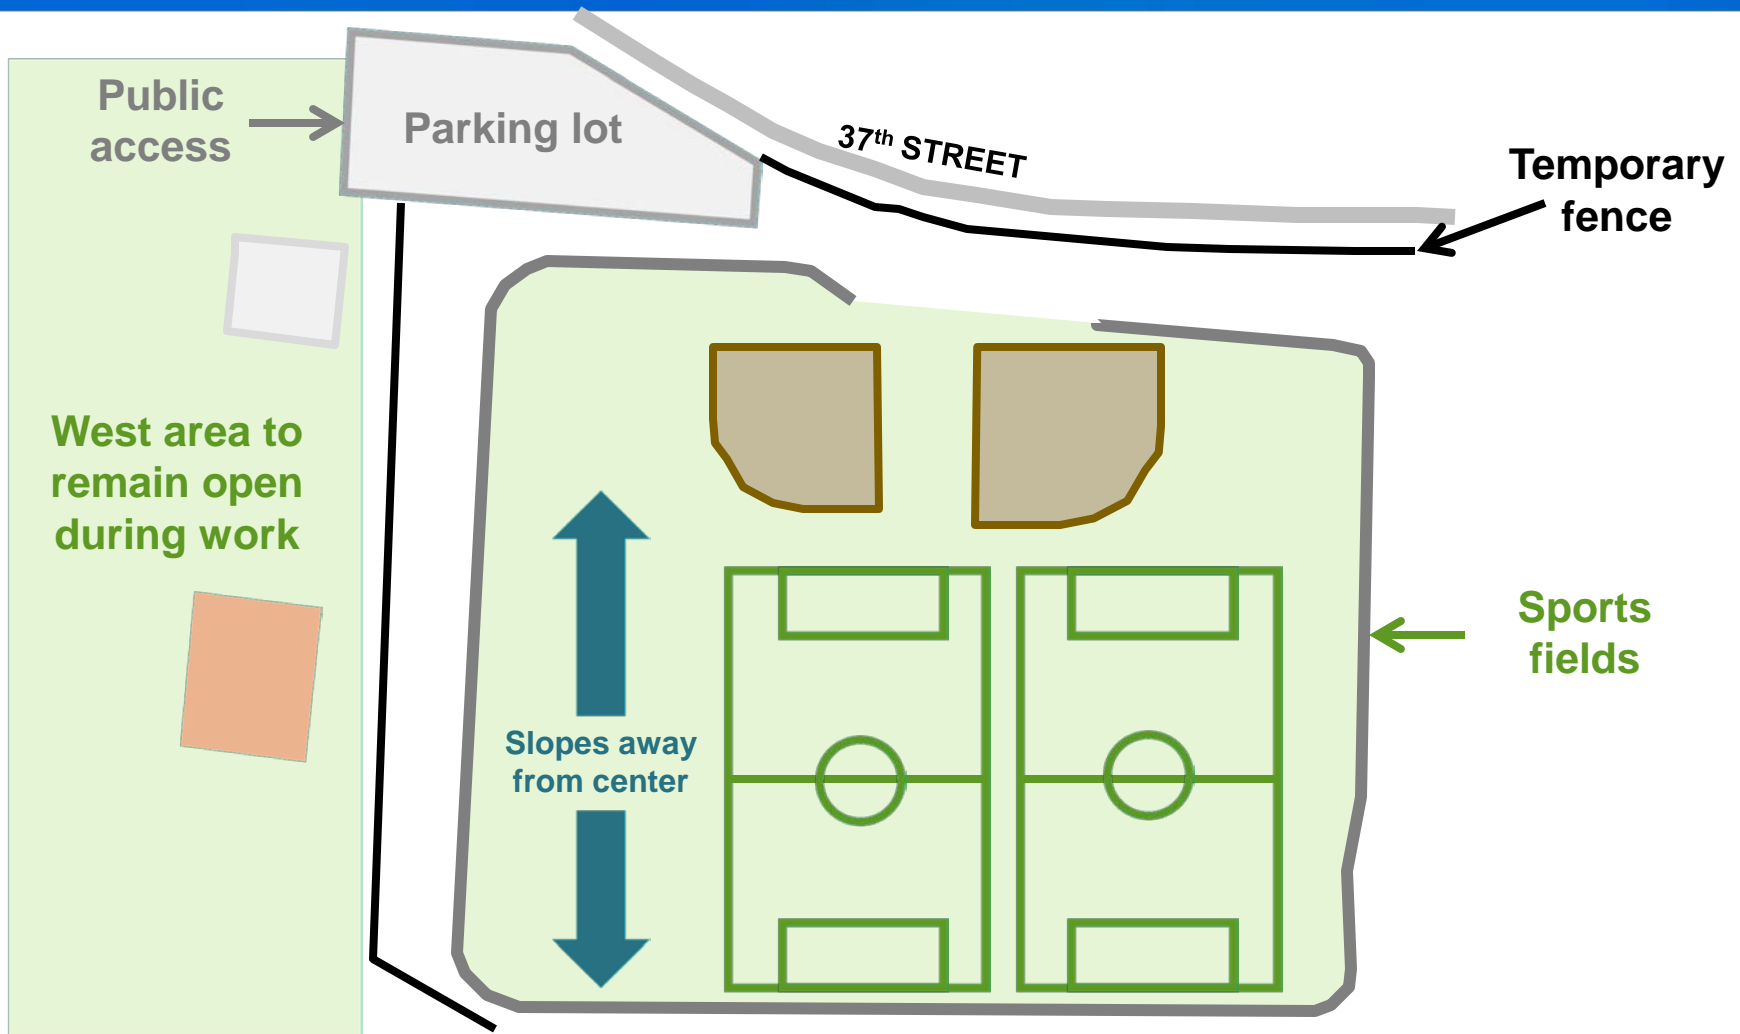 Public
access
Parking lot
37th STREET
Temporary
fence
West area to
remain open
during work
Slopes away
from center
Sports
fields